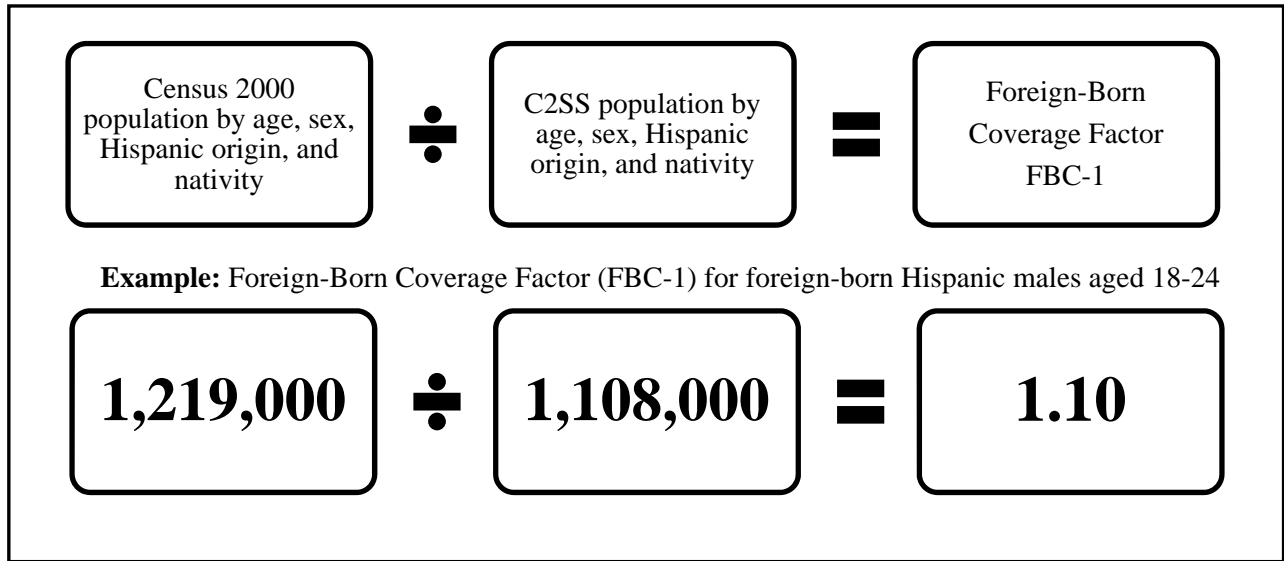 Census 2000
population by age, sex,
Hispanic origin, and
nativity
÷
C2SS population by
age, sex, Hispanic
origin, and nativity
=
Foreign-Born
Coverage Factor
FBC-1
Example: Foreign-Born Coverage Factor (FBC-1) for foreign-born Hispanic males aged 18-24
1,219,000 ÷ 1,108,000 = 1.10